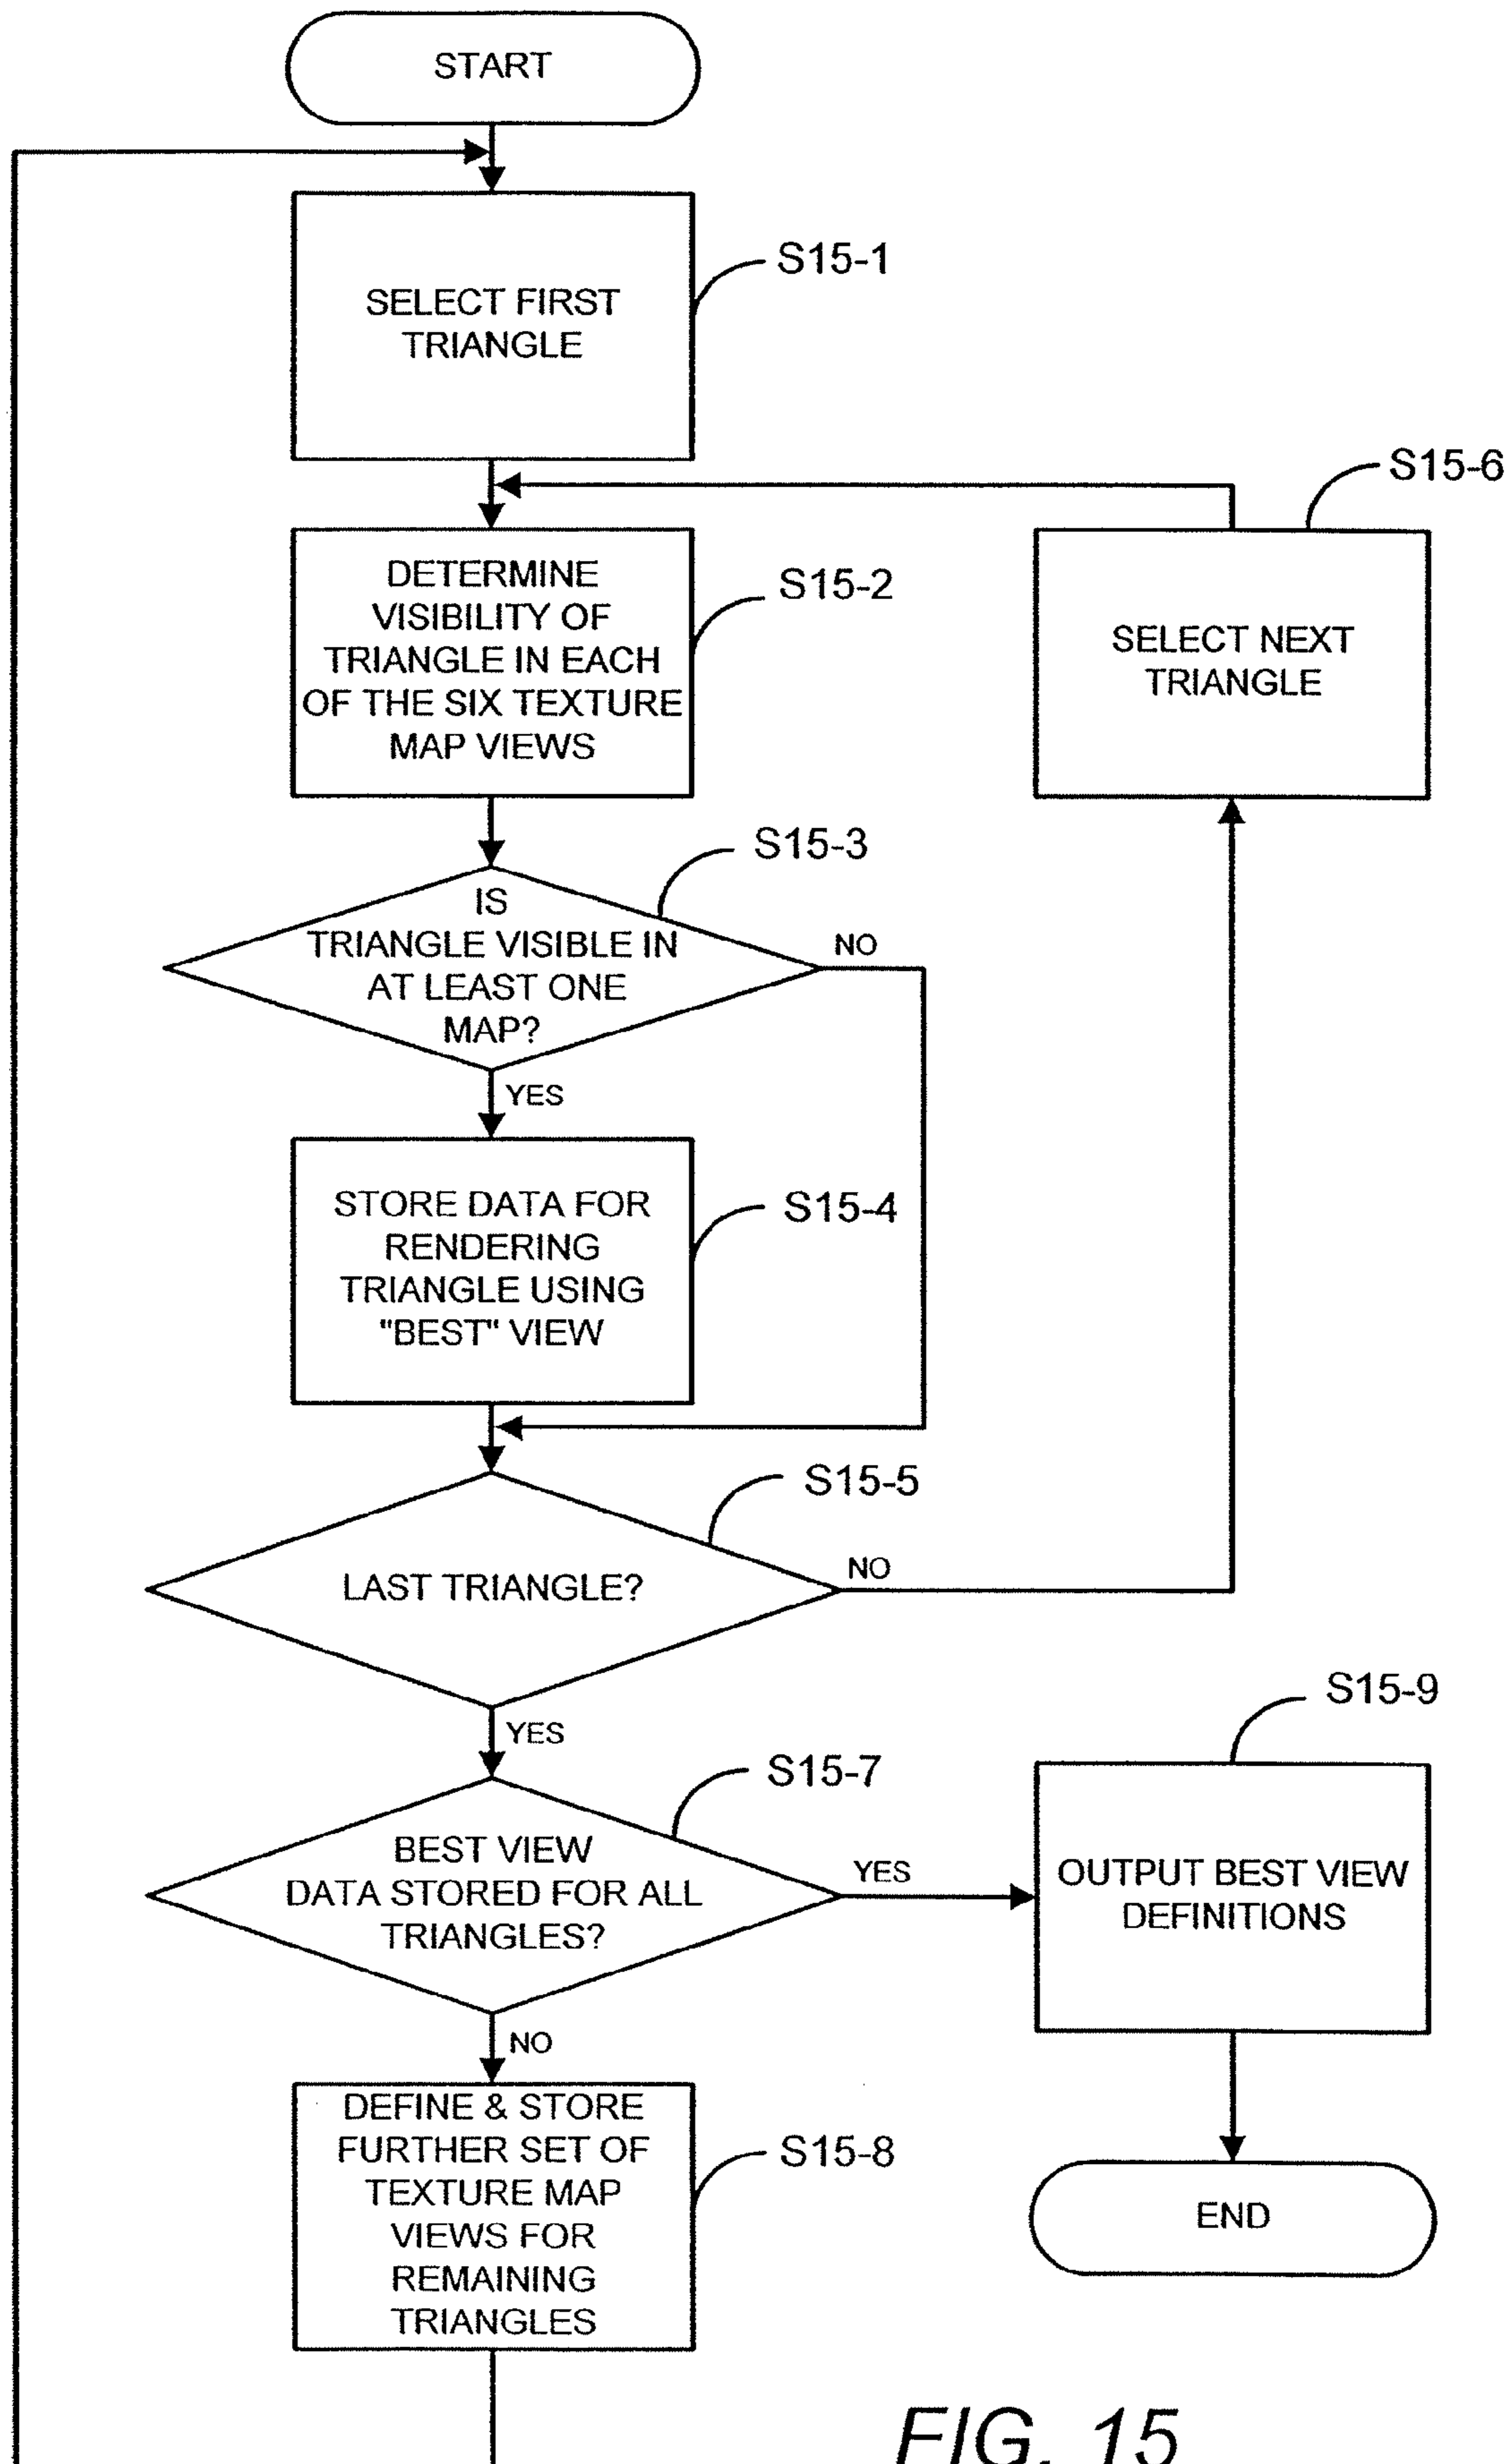 START
S15-1
SELECT FIRST
TRIANGLE
S15-6
DETERMINE
VISIBILITY OF
TRIANGLE IN EACH
OF THE SIX TEXTURE
MAP VIEWS
S15-2
SELECT NEXT
TRIANGLE
S15-3
IS
TRIANGLE VISIBLE IN
AT LEAST ONE
MAP?
NO
YES
STORE DATA FOR
RENDERING
TRIANGLE USING
"BEST" VIEW
S15-4
S15-5
LAST TRIANGLE?
NO
YES
S15-9
S15-7
BEST VIEW
DATA STORED FOR ALL
TRIANGLES?
YES
OUTPUT BEST VIEW
DEFINITIONS
NO
DEFINE & STORE
FURTHER SET OF
TEXTURE MAP
VIEWS FOR
REMAINING
TRIANGLES
S15-8
END
FIG. 15